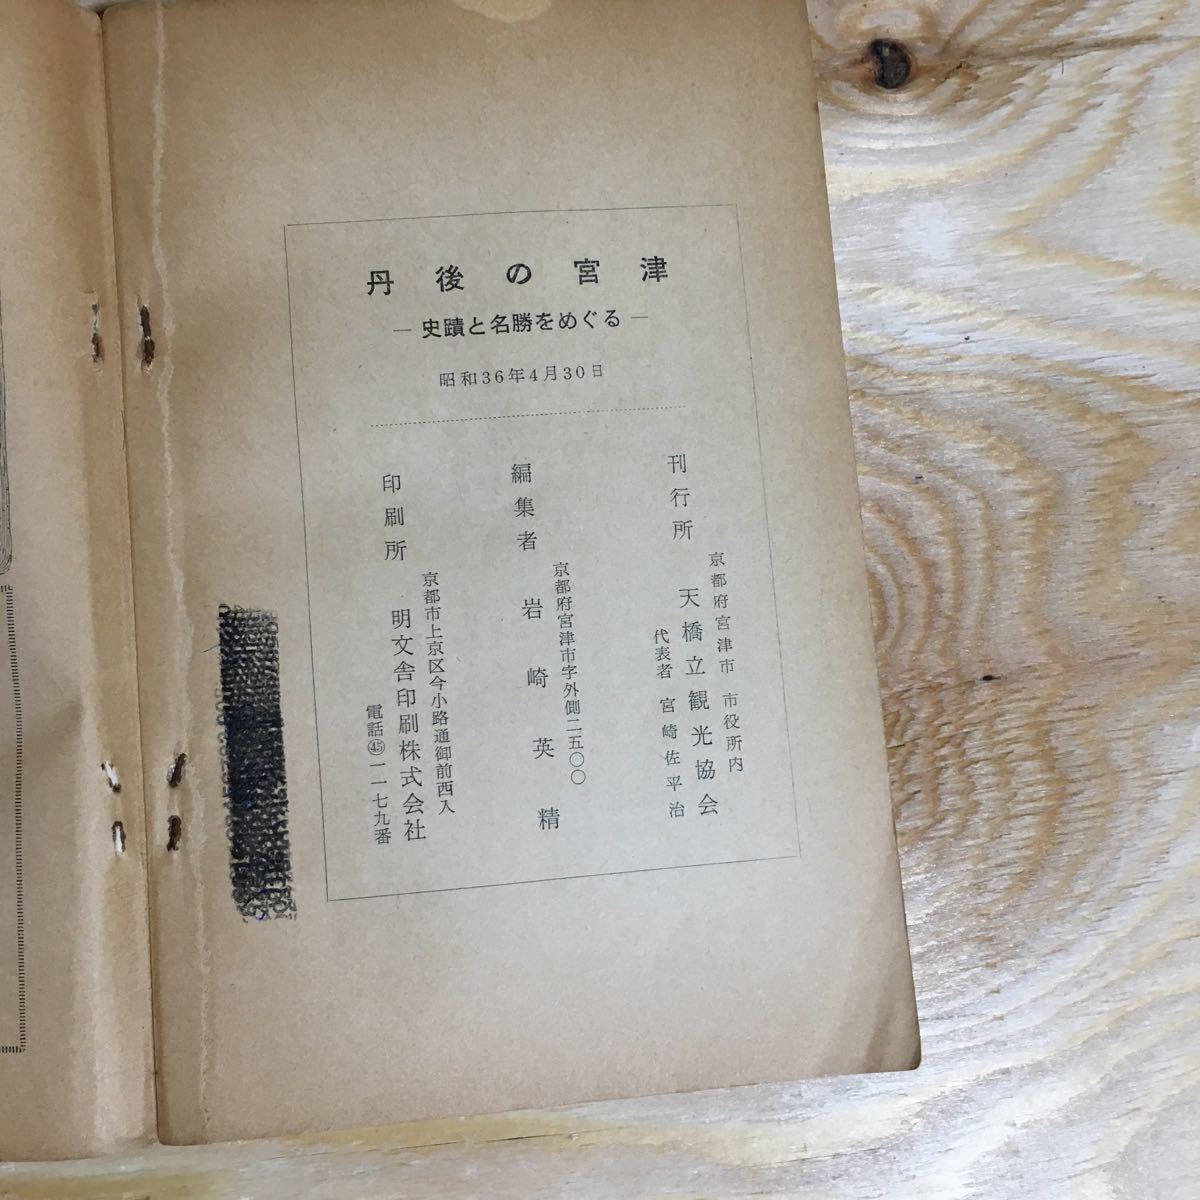 丹後の宮津
―史蹟と名勝をめぐる―
昭和36年4月30日
刊行所
京都府宮津市 市役所内
天橋立観光協会
代表者 宮崎佐平治
編集者
京都府宮津市字外側二五〇〇
岩崎英精
印刷所
京都市上京区今小路通御前西入
明文舎印刷株式会社
電話㊺一一七九番